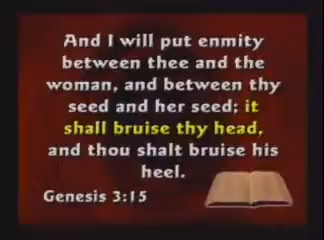 And I will put enmity
between thee and the
woman, and between thy
seed and her seed; it
shall bruise thy head,
and thou shalt bruise his
heel.
Genesis 3:15